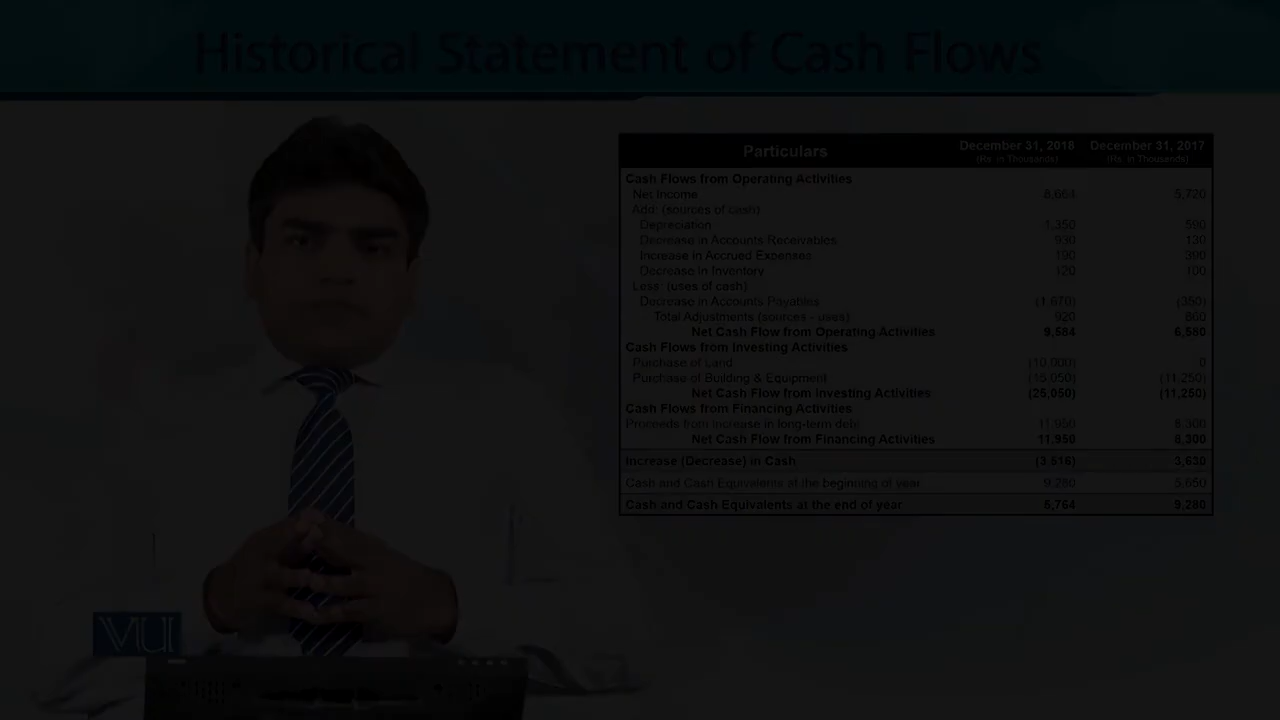 Historical Statement of Cash Flows
Particulars December 31, 2018 December 31, 2017
(Rs. in Thousands) (Rs. in Thousands)
Cash Flows from Operating Activities
Net Income 8,664 5,720
Add: (sources of cash)
Depreciation 1,350 590
Decrease in Accounts Receivables 930 130
Increase in Accrued Expenses 190 390
Decrease in Inventory 120 100
Less: (uses of cash)
Decrease in Accounts Payables (1,670) (350)
Total Adjustments (sources - uses) 920 860
Net Cash Flow from Operating Activities 9,584 6,580
Cash Flows from Investing Activities
Purchase of Land (10,000) 0
Purchase of Building & Equipment (15,050) (11,250)
Net Cash Flow from Investing Activities (25,050) (11,250)
Cash Flows from Financing Activities
Proceeds from increase in long-term debt 11,950 8,300
Net Cash Flow from Financing Activities 11,950 8,300
Increase (Decrease) in Cash (3,516) 3,630
Cash and Cash Equivalents at the beginning of year 9,280 5,650
Cash and Cash Equivalents at the end of year 5,764 9,280
VU